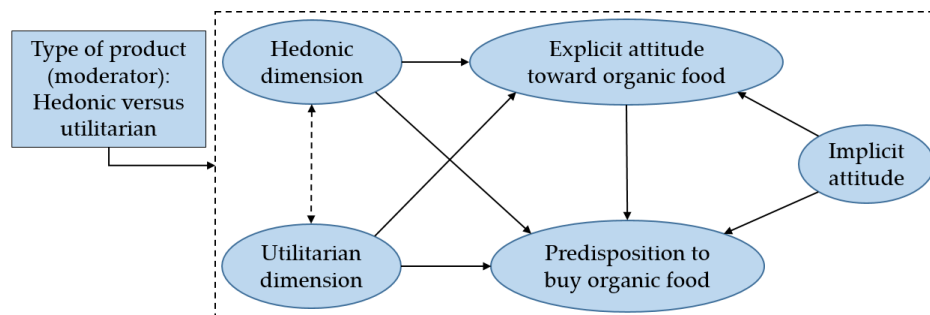 Type of product
(moderator):
Hedonic versus
utilitarian
Hedonic
dimension
Explicit attitude
toward organic food
Implicit
attitude
Utilitarian
dimension
Predisposition to
buy organic food